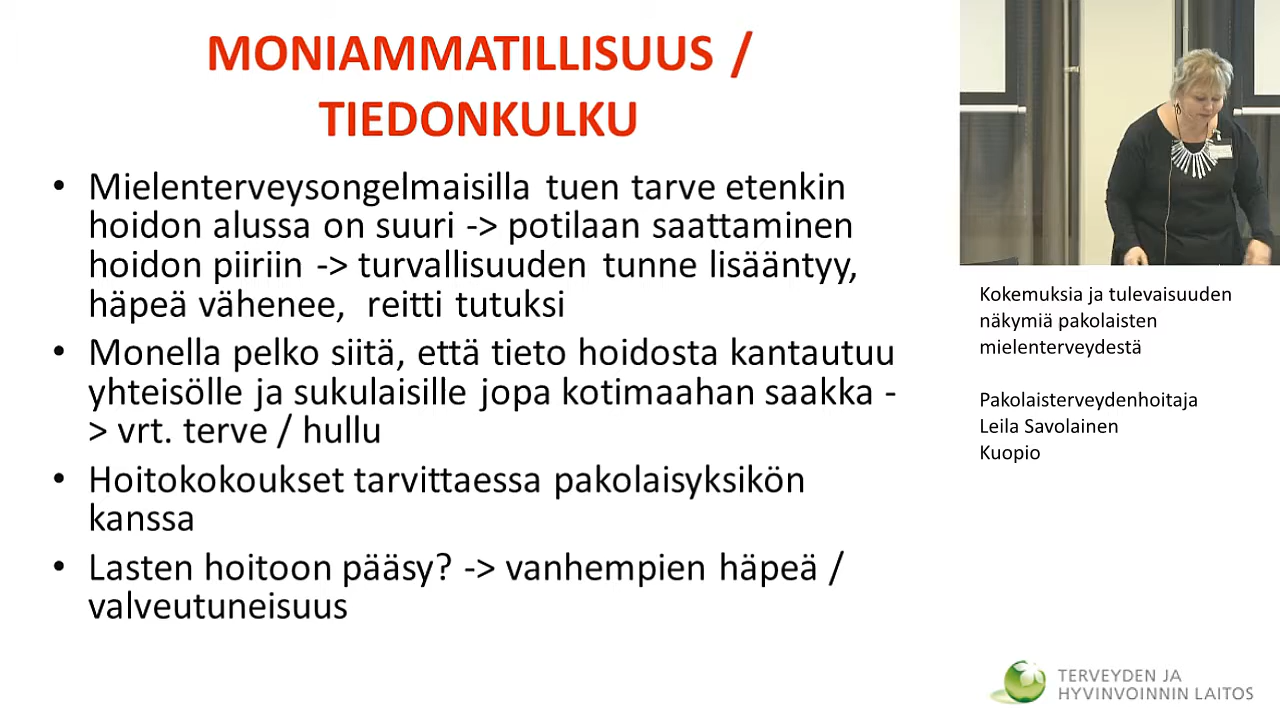 MONIAMMATILLISUUS /
TIEDONKULKU
• Mielenterveysongelmaisilla tuen tarve etenkin
hoidon alussa on suuri -> potilaan saattaminen
hoidon piiriin -> turvallisuuden tunne lisääntyy,
häpeä vähenee, reitti tutuksi
• Monella pelko siitä, että tieto hoidosta kantautuu
yhteisölle ja sukulaisille jopa kotimaahan saakka -
> vrt. terve / hullu
• Hoitokokoukset tarvittaessa pakolaisyksikön
kanssa
• Lasten hoitoon pääsy? -> vanhempien häpeä /
valveutuneisuus
Kokemuksia ja tulevaisuuden
näkymiä pakolaisten
mielenterveydestä
Pakolaisterveydenhoitaja
Leila Savolainen
Kuopio
TERVEYDEN JA
HYVINVOINNIN LAITOS